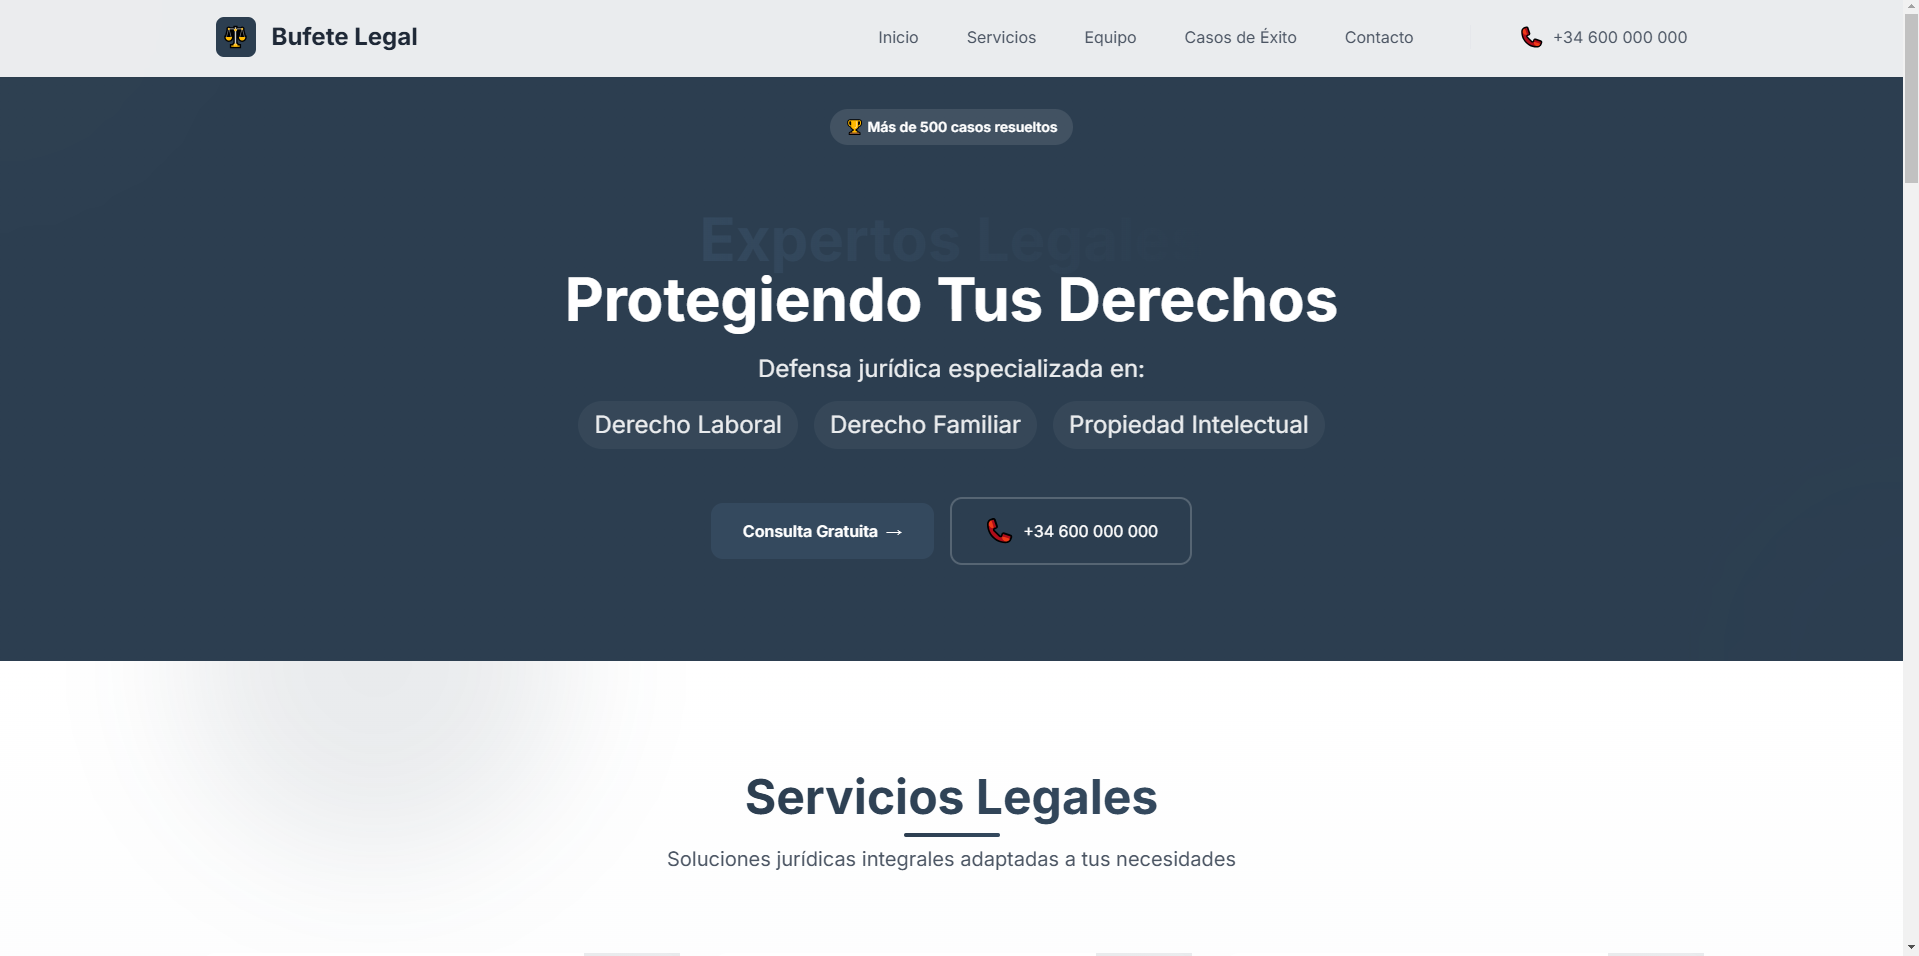 Bufete Legal
Inicio
Servicios
Equipo
Casos de Éxito
Contacto
+34 600 000 000
Más de 500 casos resueltos
Expertos Legales
Protegiendo Tus Derechos
Defensa jurídica especializada en:
Derecho Laboral
Derecho Familiar
Propiedad Intelectual
Consulta Gratuita →
+34 600 000 000
Servicios Legales
Soluciones jurídicas integrales adaptadas a tus necesidades